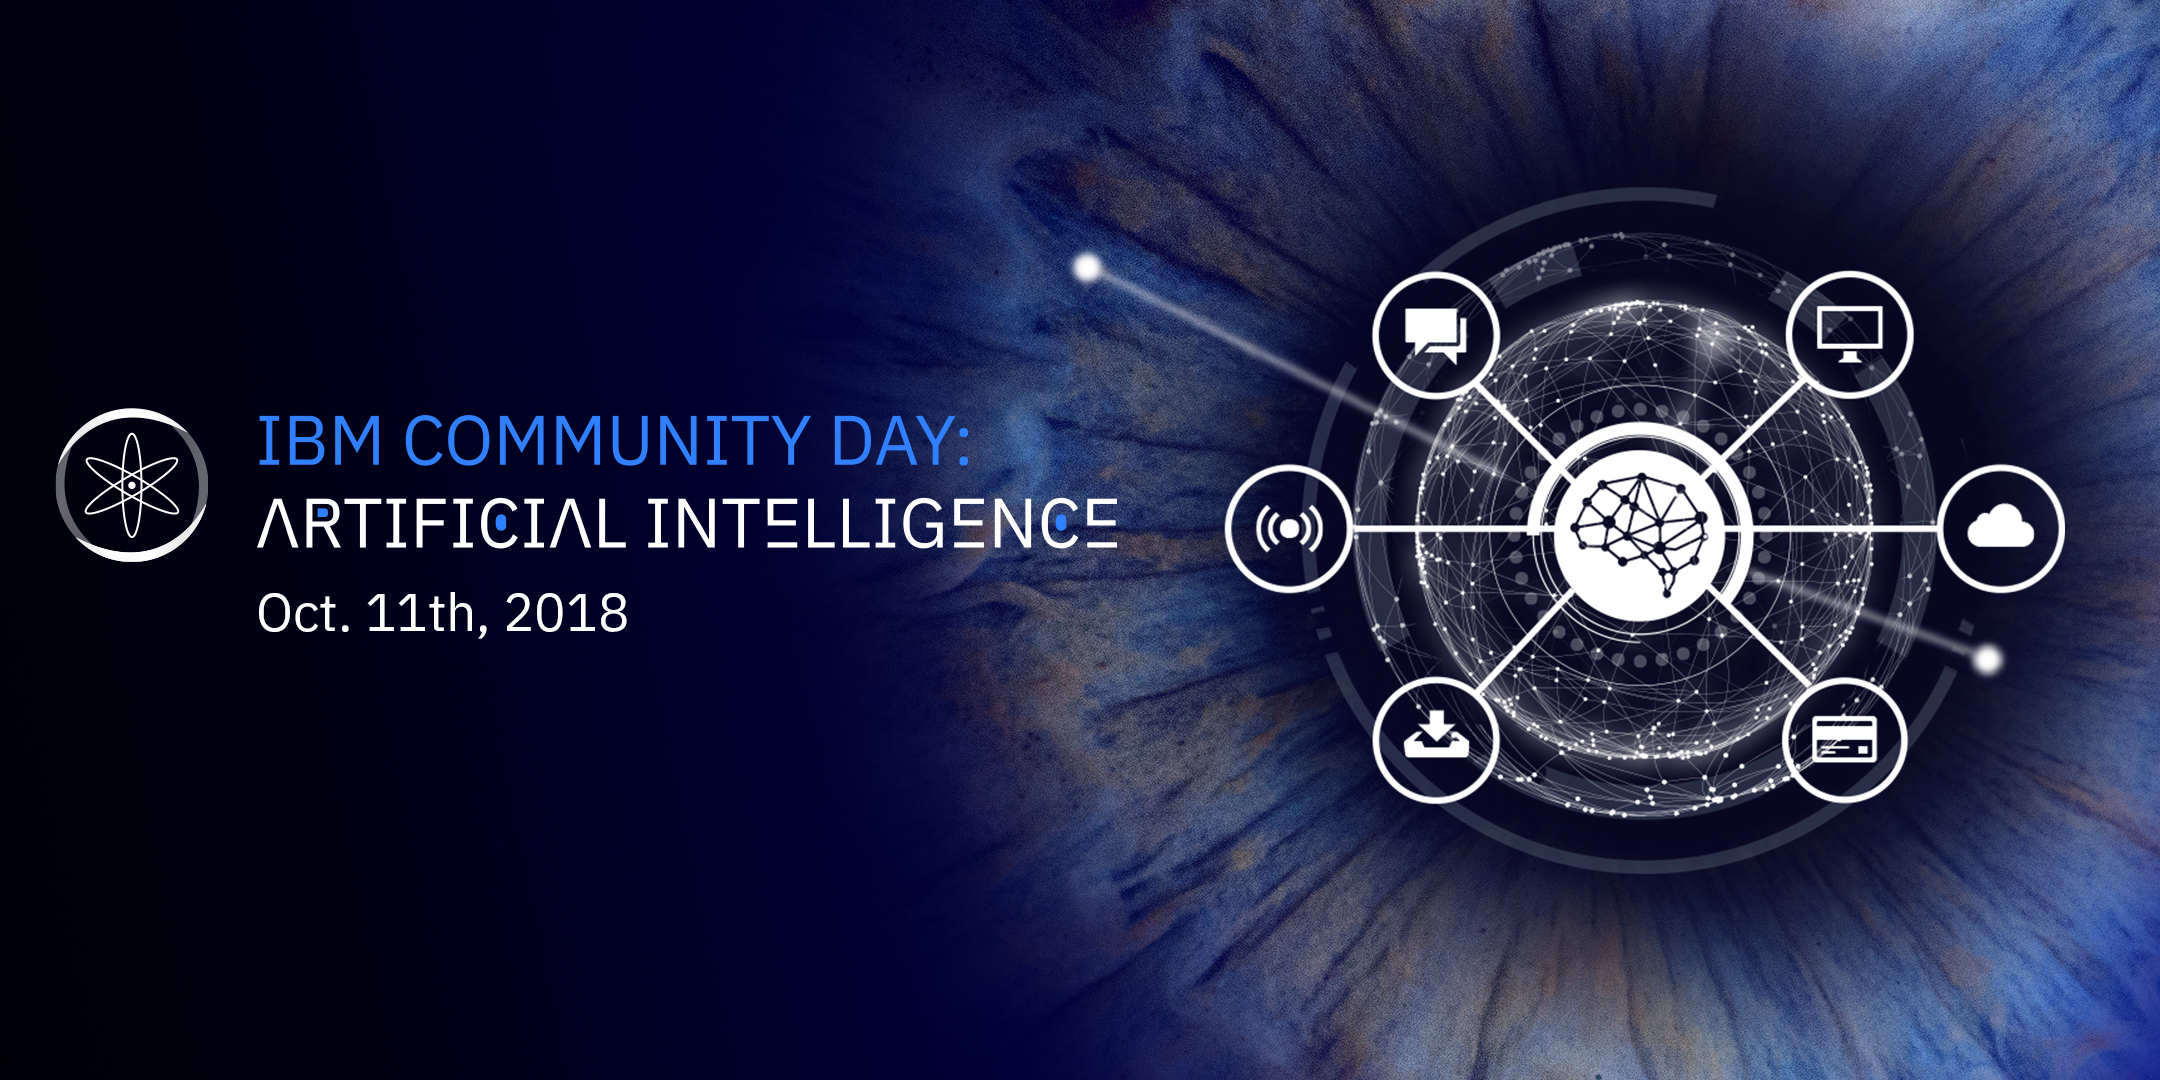 IBM COMMUNITY DAY:
ARTIFICIAL INTELLIGENCE
Oct. 11th, 2018